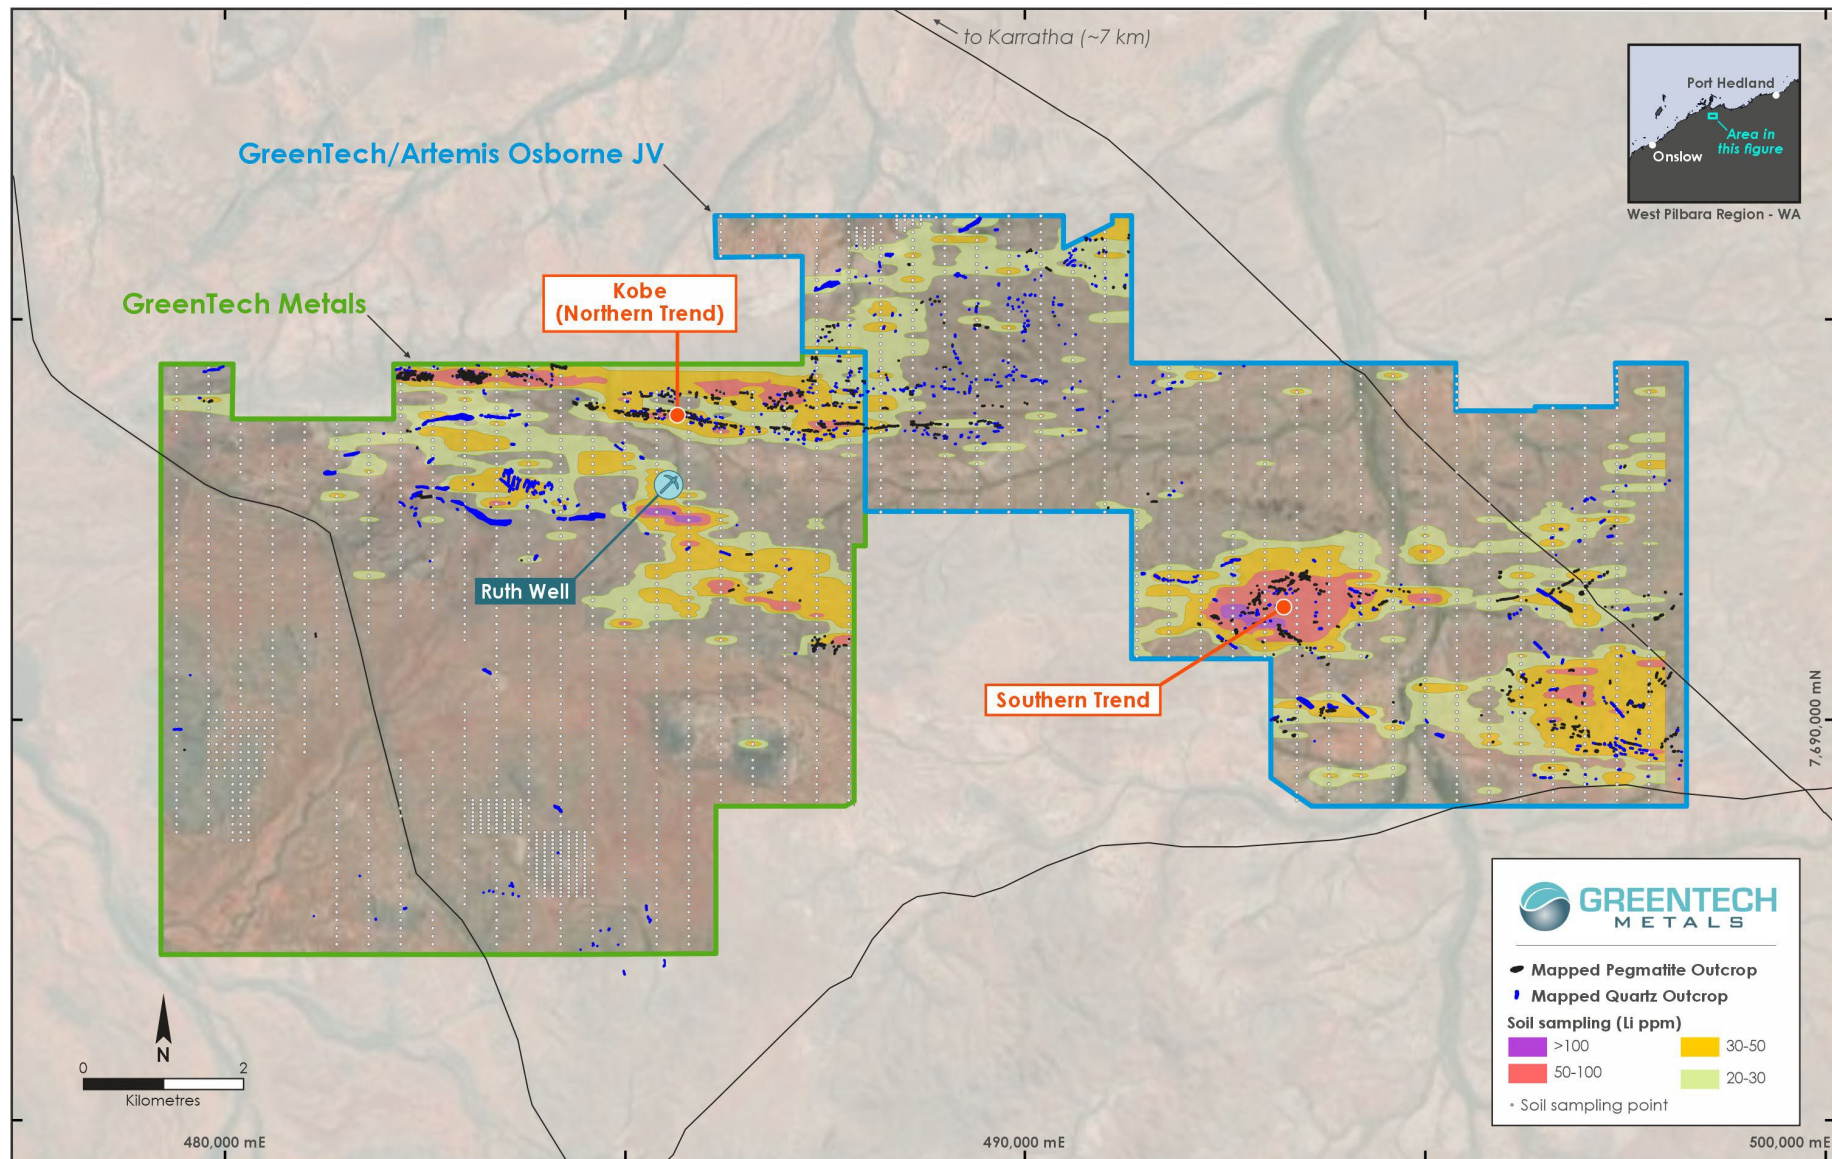 to Karratha (~7 km)
Port Hedland
Area in
this figure
Onslow
West Pilbara Region - WA
GreenTech/Artemis Osborne JV
GreenTech Metals
Kobe
(Northern Trend)
Ruth Well
Southern Trend
7,690,000 mN
GREENTECH
METALS
Mapped Pegmatite Outcrop
Mapped Quartz Outcrop
Soil sampling (Li ppm)
>100
30-50
50-100
20-30
Soil sampling point
N
0 2
Kilometres
480,000 mE
490,000 mE
500,000 mE